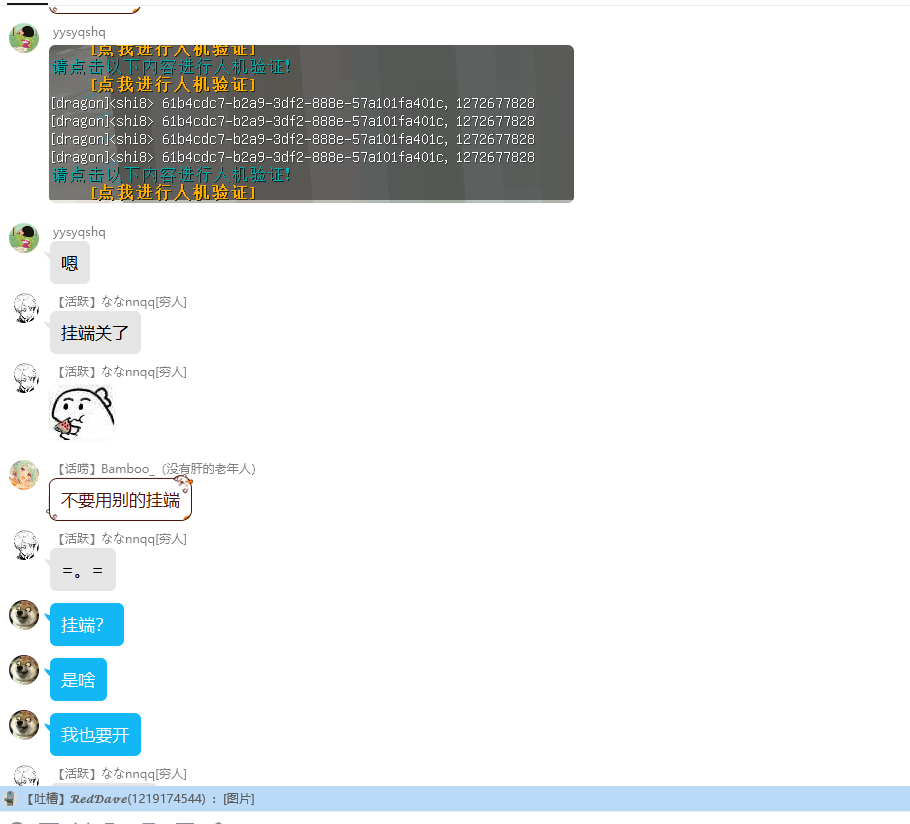 yysyqshq
[点我进行人机验证]
请点击以下内容进行人机验证!
[点我进行人机验证]
[dragon]<shi8> 61b4cdc7-b2a9-3df2-888e-57a101fa401c, 1272677828
[dragon]<shi8> 61b4cdc7-b2a9-3df2-888e-57a101fa401c, 1272677828
[dragon]<shi8> 61b4cdc7-b2a9-3df2-888e-57a101fa401c, 1272677828
[dragon]<shi8> 61b4cdc7-b2a9-3df2-888e-57a101fa401c, 1272677828
请点击以下内容进行人机验证!
[点我进行人机验证]
yysyqshq
嗯
【活跃】ななnnqq[穷人]
挂端关了
【活跃】ななnnqq[穷人]
【话唠】Bamboo_（没有肝的老年人）
不要用别的挂端
【活跃】ななnnqq[穷人]
=。=
挂端？
是啥
我也要开
【活跃】ななnnqq[穷人]
【吐槽】𝓡𝓮𝓭𝓓𝓪𝓿𝓮(1219174544) : [图片]